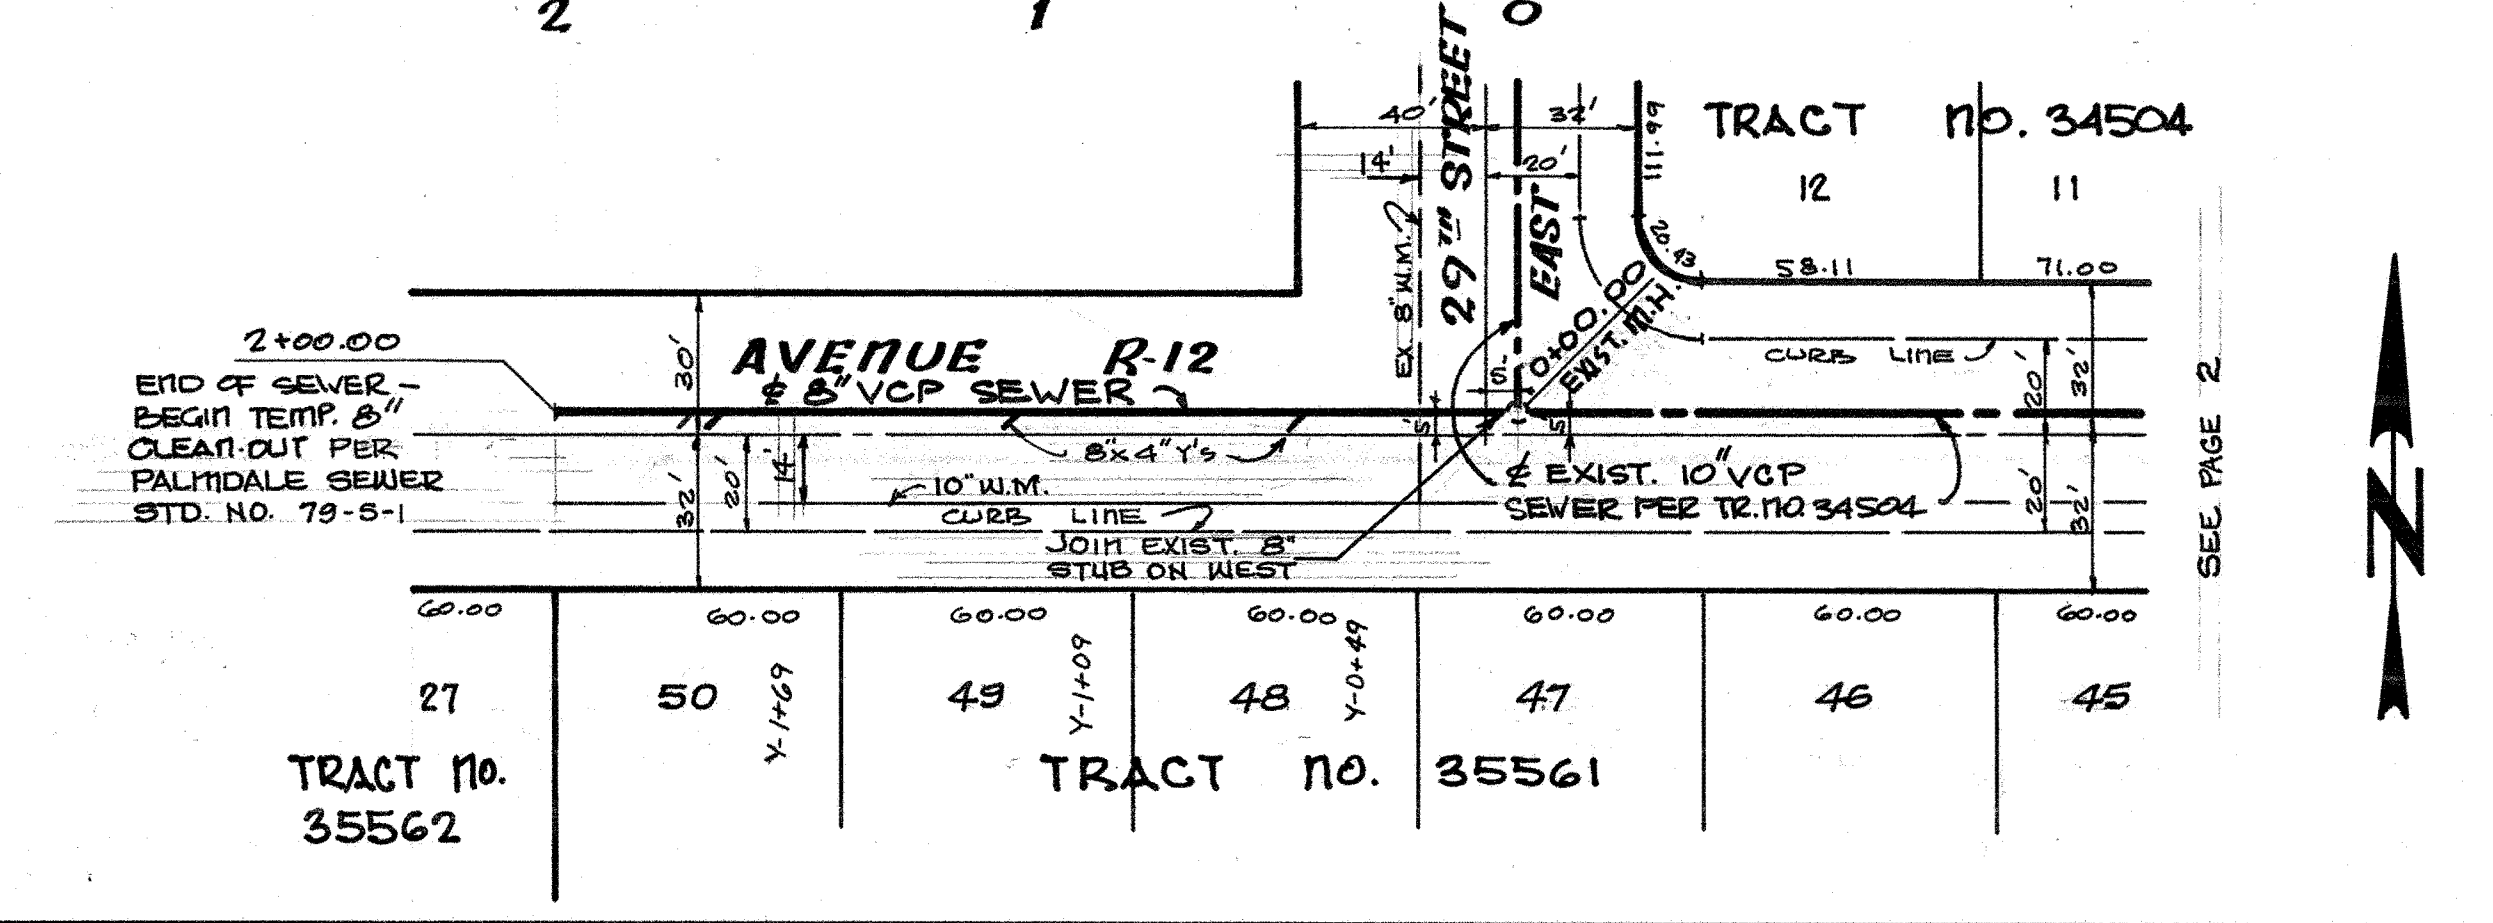 2
1
0
29TH STREET
EAST
40'
32'
14'
20'
111.99
TRACT NO. 34504
12
11
EX. 8" W.M.
20.43
58.11
71.00
0+00.00
EXIST. M.H.
2+00.00
END OF SEWER -
BEGIN TEMP. 8"
CLEAN-OUT PER
PALMDALE SEWER
STD. NO. 79-S-1
30'
AVENUE R-12
℄ 8" VCP SEWER
5'
5'
5'
CURB LINE
20'
32'
SEE PAGE 2
N
8"x4" Y's
32'
20'
14'
10" W.M.
CURB LINE
JOIN EXIST. 8"
STUB ON WEST
℄ EXIST. 10" VCP
SEWER PER TR. NO. 34504
20'
32'
60.00
60.00
60.00
60.00
60.00
60.00
60.00
27
50
Y-1+69
49
Y-1+09
48
Y-0+49
47
46
45
TRACT NO.
35562
TRACT NO. 35561